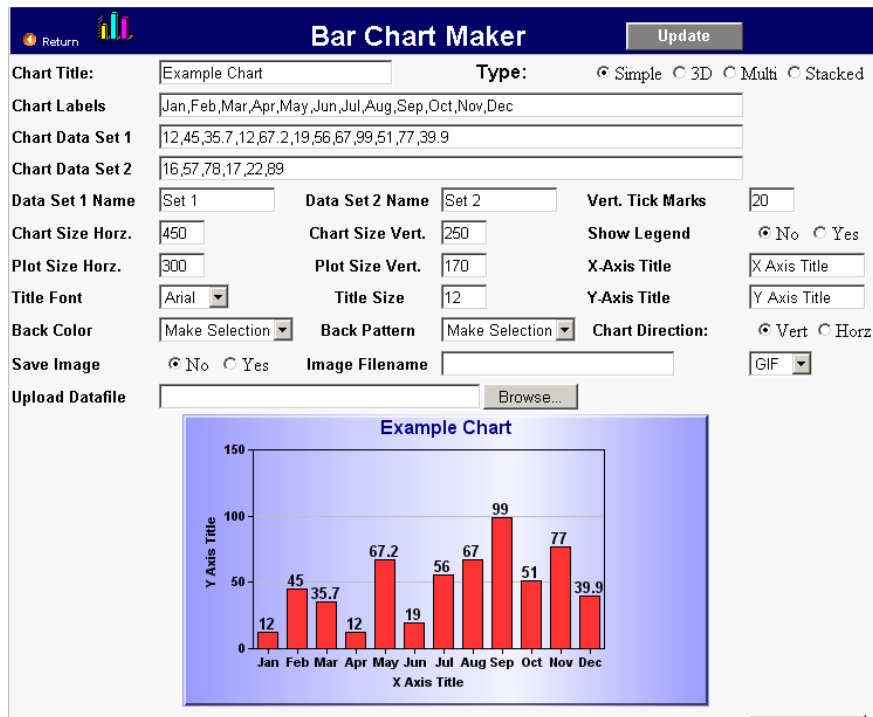 Return Bar Chart Maker Update
Chart Title: Example Chart Type: Simple 3D Multi Stacked
Chart Labels Jan,Feb,Mar,Apr,May,Jun,Jul,Aug,Sep,Oct,Nov,Dec
Chart Data Set 1 12,45,35.7,12,67.2,19,56,67,99,51,77,39.9
Chart Data Set 2 16,57,78,17,22,89
Data Set 1 Name Set 1 Data Set 2 Name Set 2 Vert. Tick Marks 20
Chart Size Horz. 450 Chart Size Vert. 250 Show Legend No Yes
Plot Size Horz. 300 Plot Size Vert. 170 X-Axis Title X Axis Title
Title Font Arial Title Size 12 Y-Axis Title Y Axis Title
Back Color Make Selection Back Pattern Make Selection Chart Direction: Vert Horz
Save Image No Yes Image Filename GIF
Upload Datafile Browse...
Example Chart
Y Axis Title
150
100
50
0
12 45 35.7 12 67.2 19 56 67 99 51 77 39.9
Jan Feb Mar Apr May Jun Jul Aug Sep Oct Nov Dec
X Axis Title